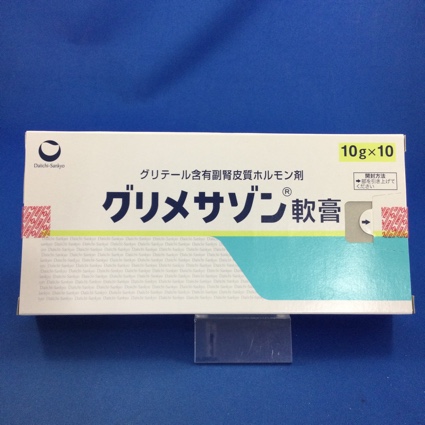 Daiichi-Sankyo
10g×10
グリテール含有副腎皮質ホルモン剤
開封方法
グリメサゾン®軟膏